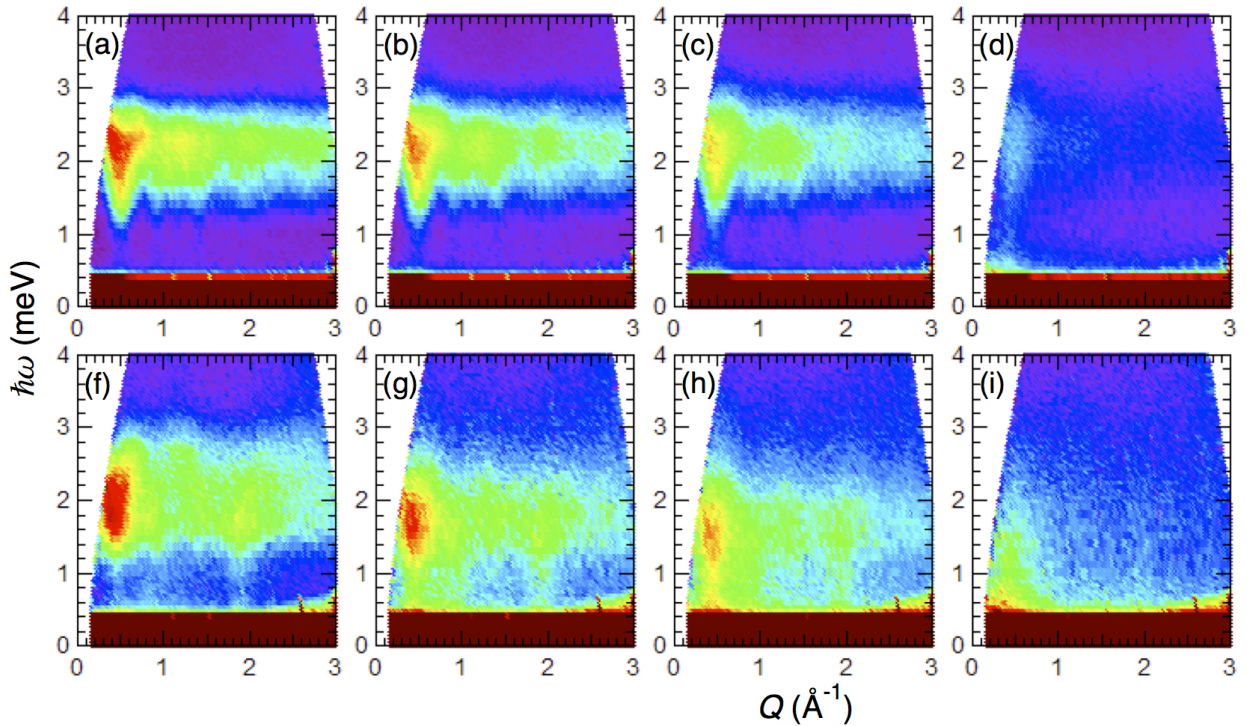 4 (a) 4 (b) 4 (c) 4 (d)
3 3 3 3
2 2 2 2
1 1 1 1
0 0 0 0
0 1 2 3 0 1 2 3 0 1 2 3 0 1 2 3
ħω (meV)
4 (f) 4 (g) 4 (h) 4 (i)
3 3 3 3
2 2 2 2
1 1 1 1
0 0 0 0
0 1 2 3 0 1 2 3 0 1 2 3 0 1 2 3
Q (Å⁻¹)